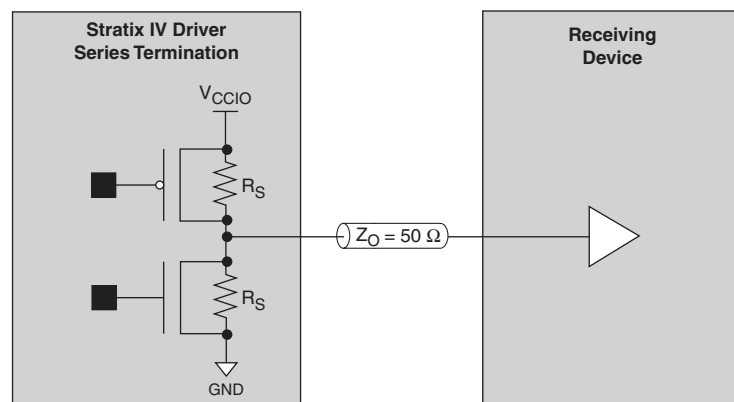 Stratix IV Driver
Series Termination
V_CCIO
R_S
Z_O = 50 Ω
R_S
GND
Receiving
Device